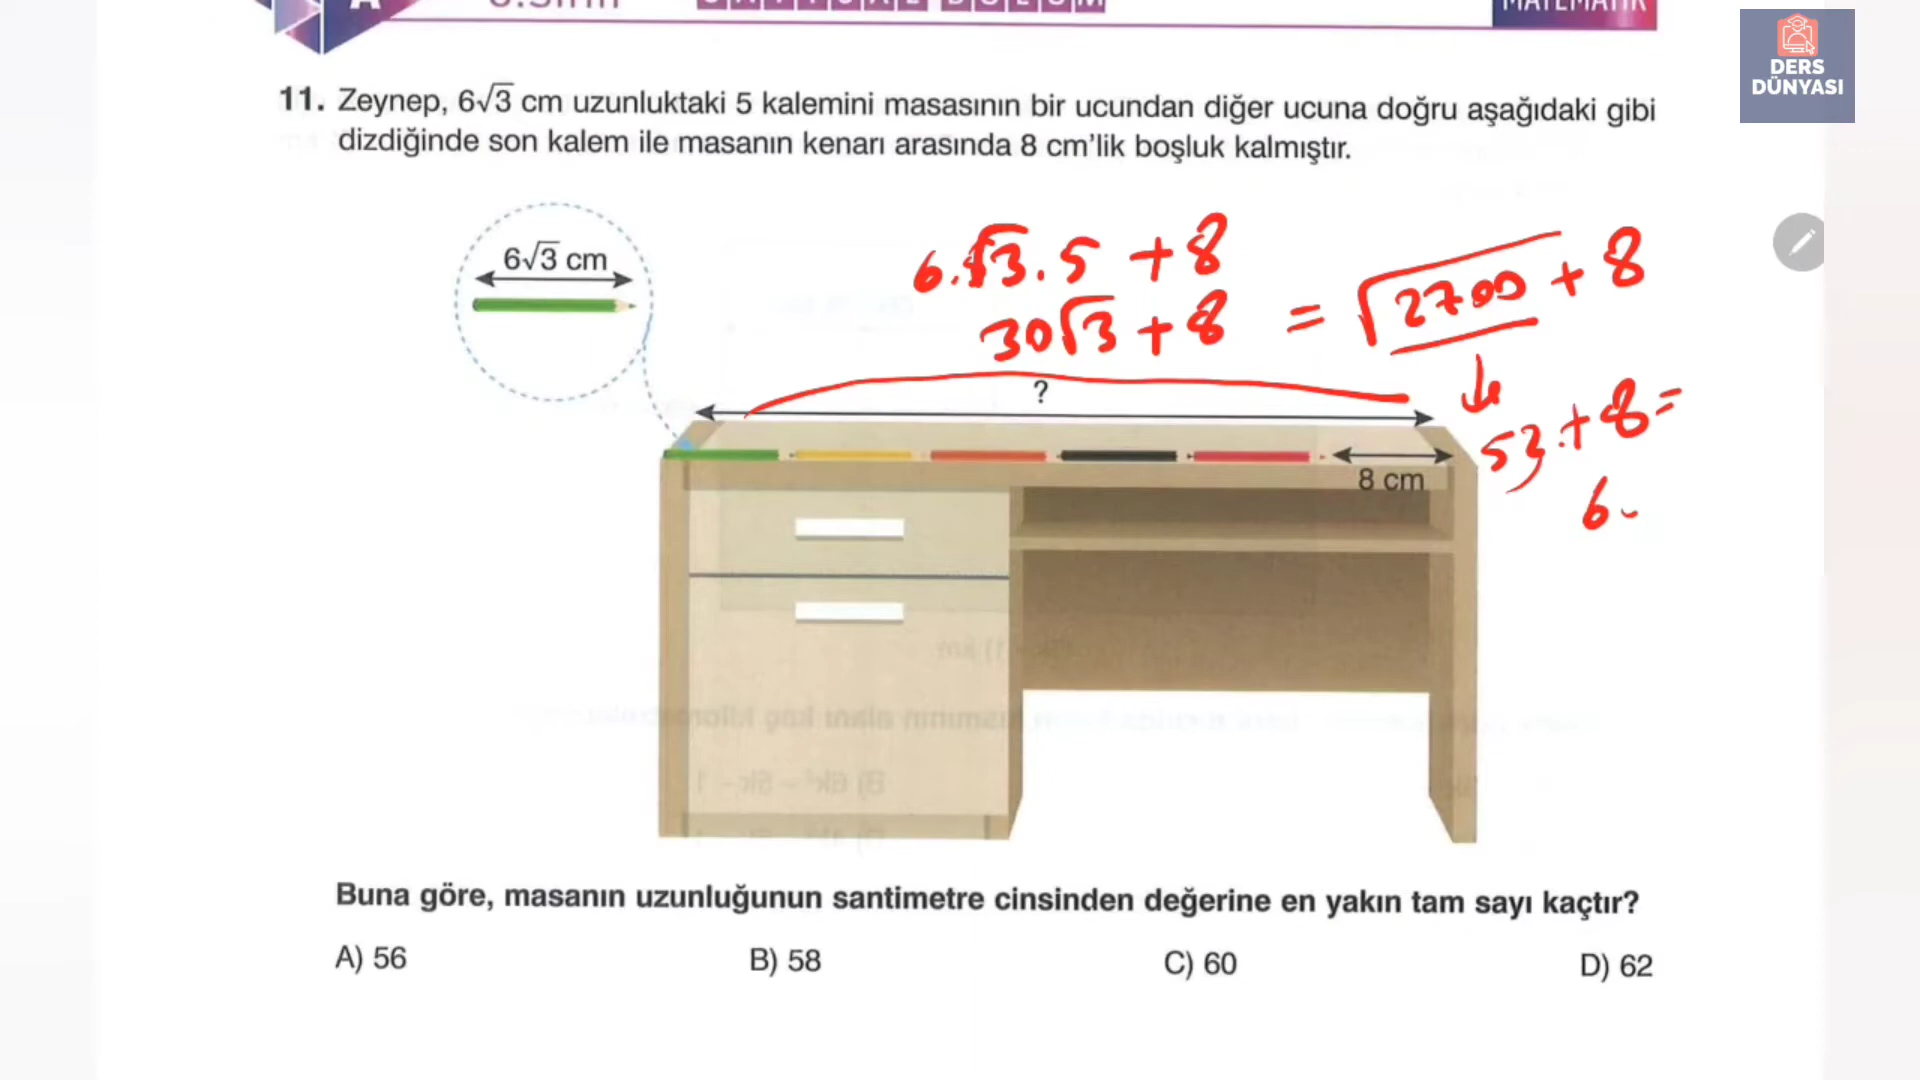 MATEMATİK
DERS
DÜNYASI
11. Zeynep, 6√3 cm uzunluktaki 5 kalemini masasının bir ucundan diğer ucuna doğru aşağıdaki gibi
dizdiğinde son kalem ile masanın kenarı arasında 8 cm'lik boşluk kalmıştır.
6√3 cm
6.√3.5 +8
30√3+8 = √2700 + 8
?
53.+8=
8 cm
6
Buna göre, masanın uzunluğunun santimetre cinsinden değerine en yakın tam sayı kaçtır?
A) 56 B) 58 C) 60 D) 62